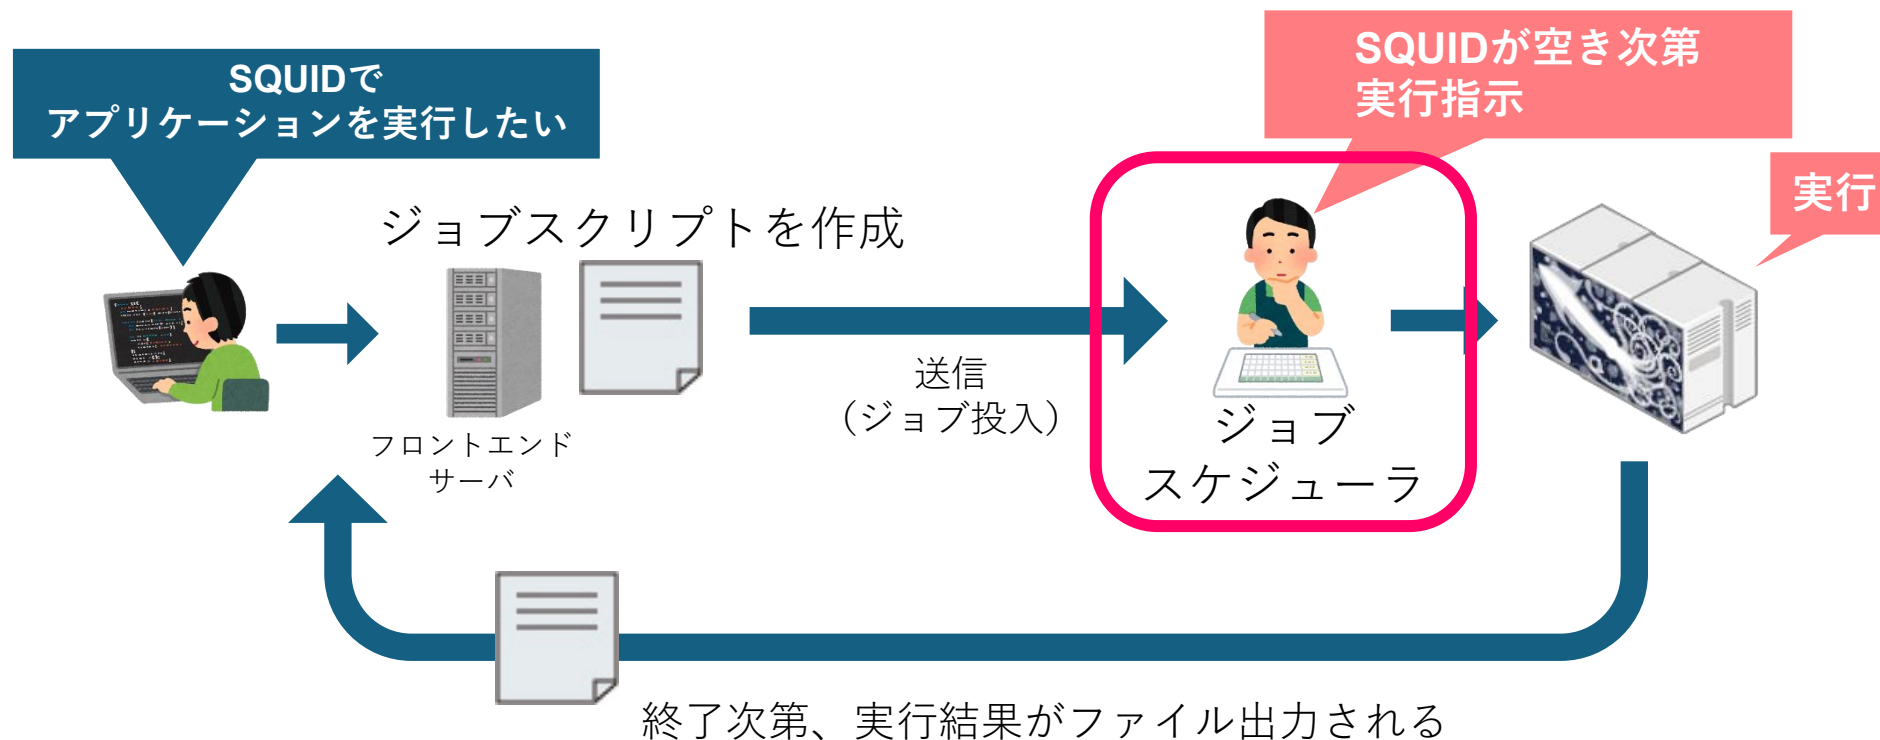 SQUIDで
アプリケーションを実行したい
SQUIDが空き次第
実行指示
実行
ジョブスクリプトを作成
フロントエンド
サーバ
送信
（ジョブ投入）
ジョブ
スケジューラ
終了次第、実行結果がファイル出力される